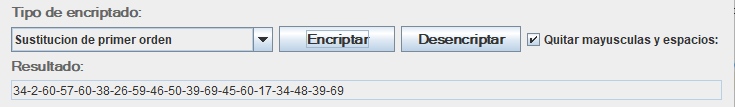 Tipo de encriptado:
Sustitucion de primer orden Encriptar Desencriptar Quitar mayusculas y espacios:
Resultado:
34-2-60-57-60-38-26-59-46-50-39-69-45-60-17-34-48-39-69